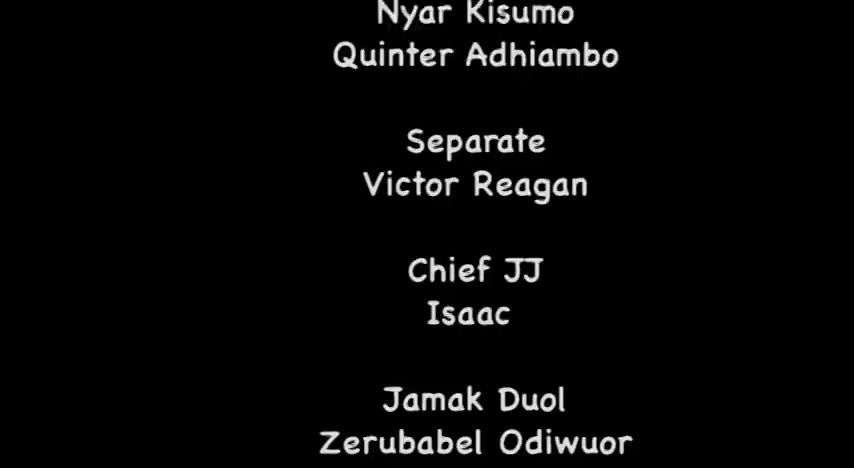 Nyar Kisumo
Quinter Adhiambo
Separate
Victor Reagan
Chief JJ
Isaac
Jamak Duol
Zerubabel Odiwuor